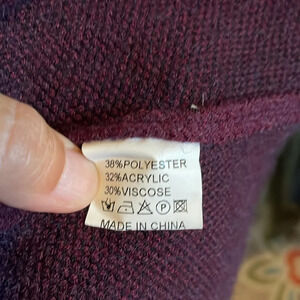 38%POLYESTER
32%ACRYLIC
30%VISCOSE
MADE IN CHINA